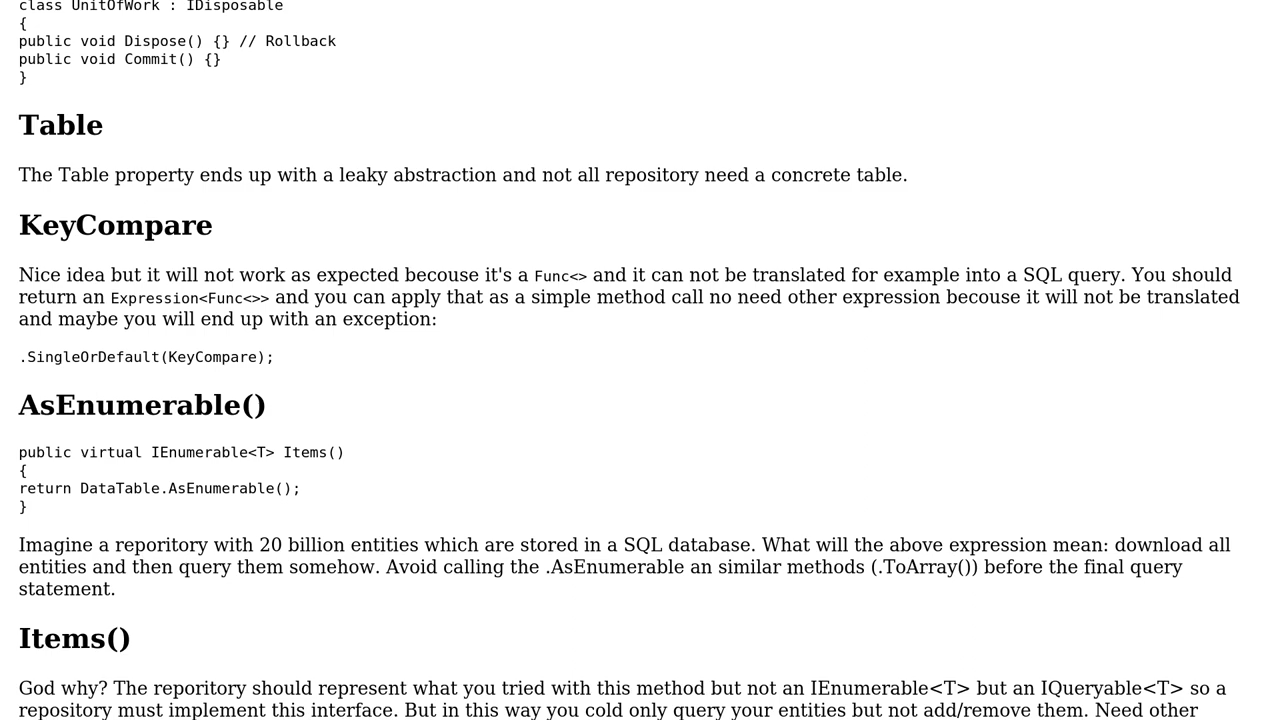 class UnitOfWork : IDisposable
{
public void Dispose() {} // Rollback
public void Commit() {}
}
Table
The Table property ends up with a leaky abstraction and not all repository need a concrete table.
KeyCompare
Nice idea but it will not work as expected becouse it's a Func<> and it can not be translated for example into a SQL query. You should
return an Expression<Func<>> and you can apply that as a simple method call no need other expression becouse it will not be translated
and maybe you will end up with an exception:
.SingleOrDefault(KeyCompare);
AsEnumerable()
public virtual IEnumerable<T> Items()
{
return DataTable.AsEnumerable();
}
Imagine a reporitory with 20 billion entities which are stored in a SQL database. What will the above expression mean: download all
entities and then query them somehow. Avoid calling the .AsEnumerable an similar methods (.ToArray()) before the final query
statement.
Items()
God why? The reporitory should represent what you tried with this method but not an IEnumerable<T> but an IQueryable<T> so a
repository must implement this interface. But in this way you cold only query your entities but not add/remove them. Need other